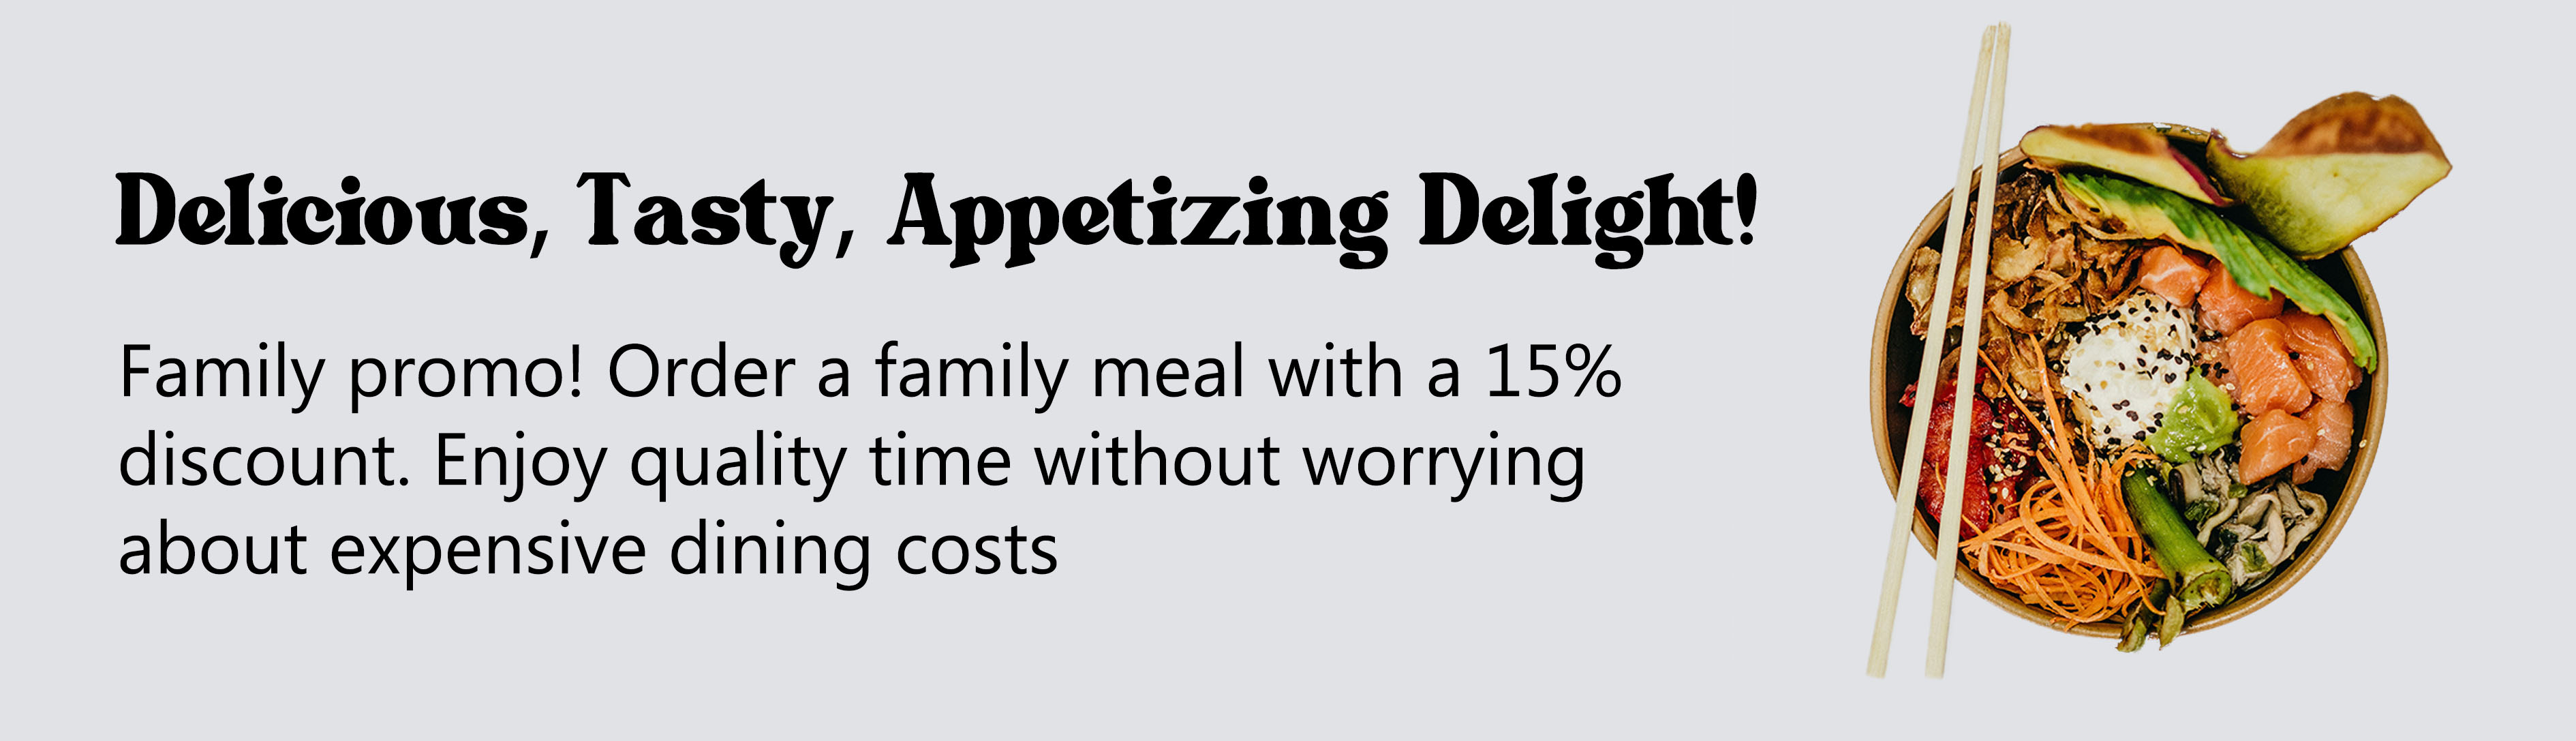 Delicious, Tasty, Appetizing Delight!
Family promo! Order a family meal with a 15%
discount. Enjoy quality time without worrying
about expensive dining costs